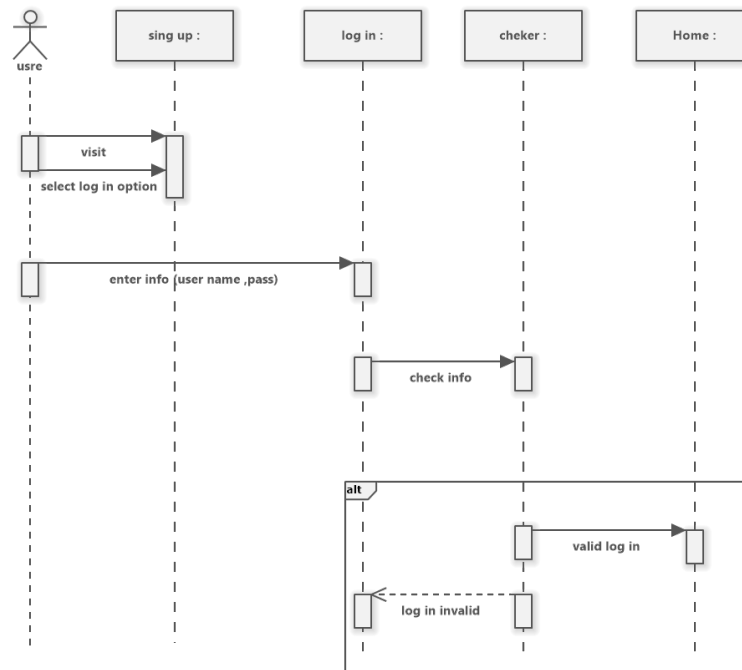 usre
sing up :
log in :
cheker :
Home :
visit
select log in option
enter info (user name ,pass)
check info
alt
valid log in
log in invalid